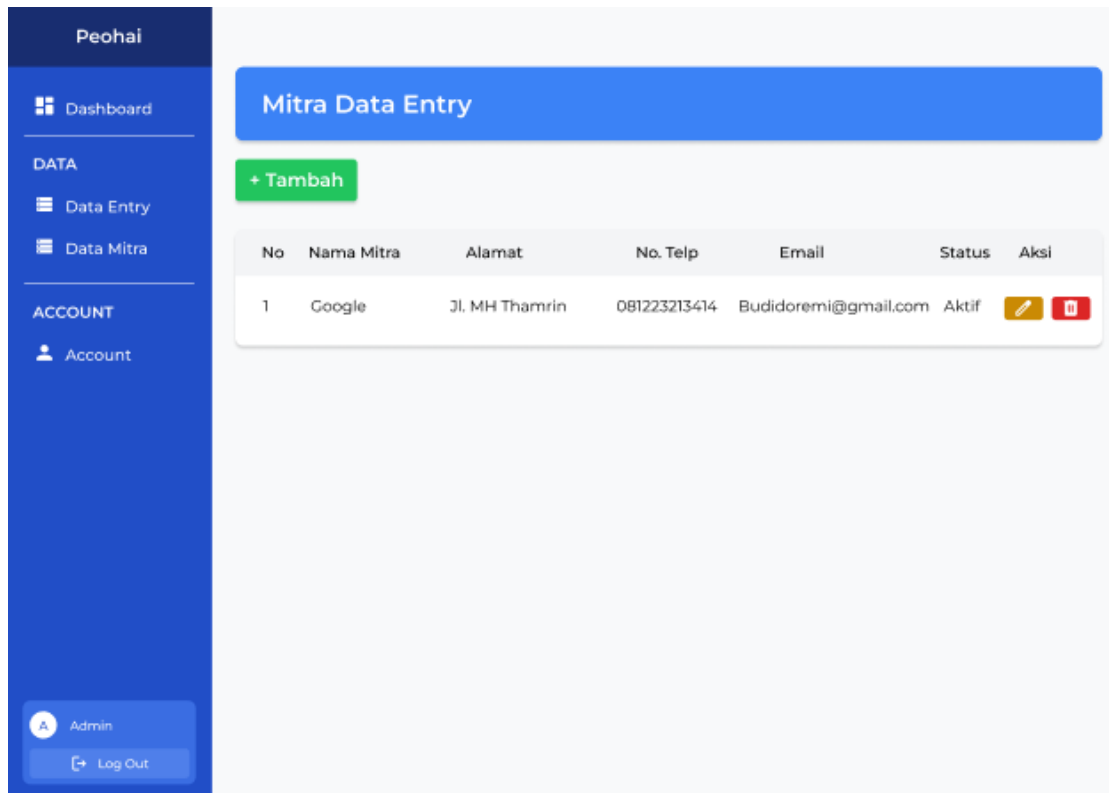 Peohai
Dashboard
DATA
Data Entry
Data Mitra
ACCOUNT
Account
A Admin
Log Out
Mitra Data Entry
+ Tambah
No Nama Mitra Alamat No. Telp Email Status Aksi
1 Google Jl. MH Thamrin 081223213414 Budidoremi@gmail.com Aktif